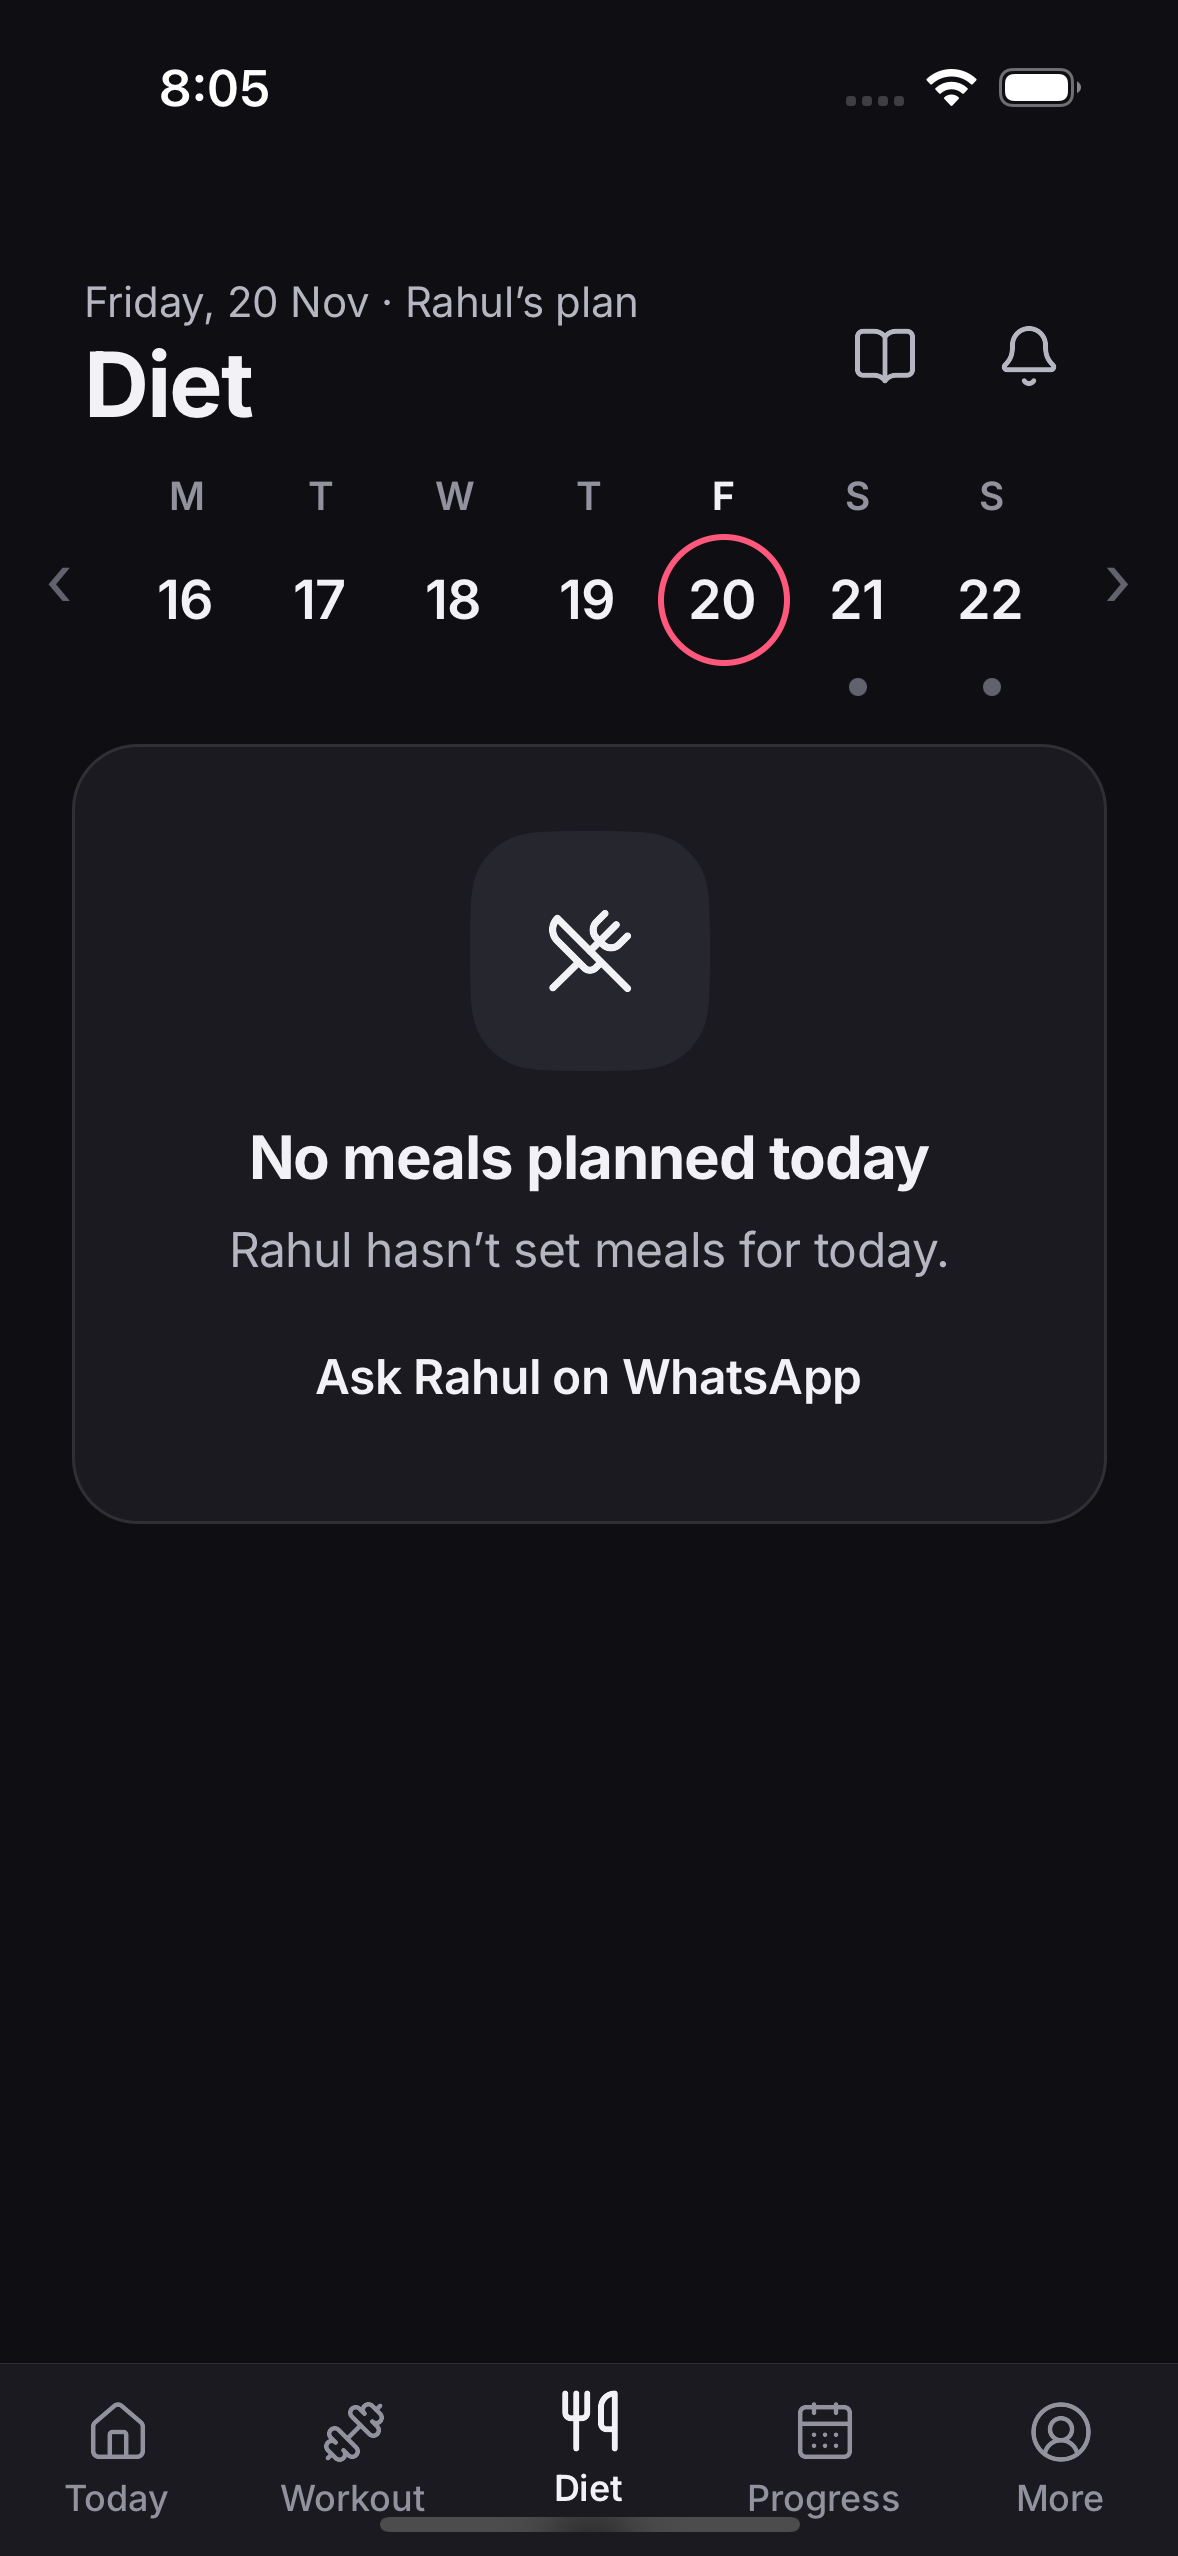 8:05
Friday, 20 Nov · Rahul’s plan
Diet
M T W T F S S
16 17 18 19 20 21 22
No meals planned today
Rahul hasn’t set meals for today.
Ask Rahul on WhatsApp
Today Workout Diet Progress More